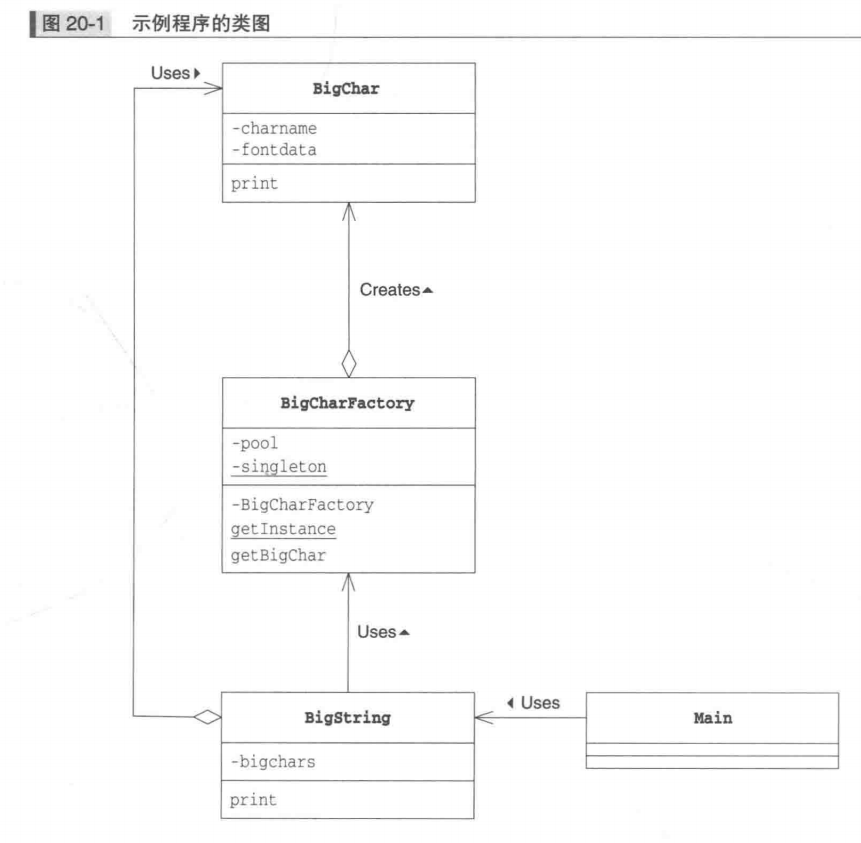 图 20-1 示例程序的类图
Uses▶
BigChar
-charname
-fontdata
print
Creates▲
BigCharFactory
-pool
-singleton
-BigCharFactory
getInstance
getBigChar
Uses▲
BigString
-bigchars
print
◀ Uses
Main